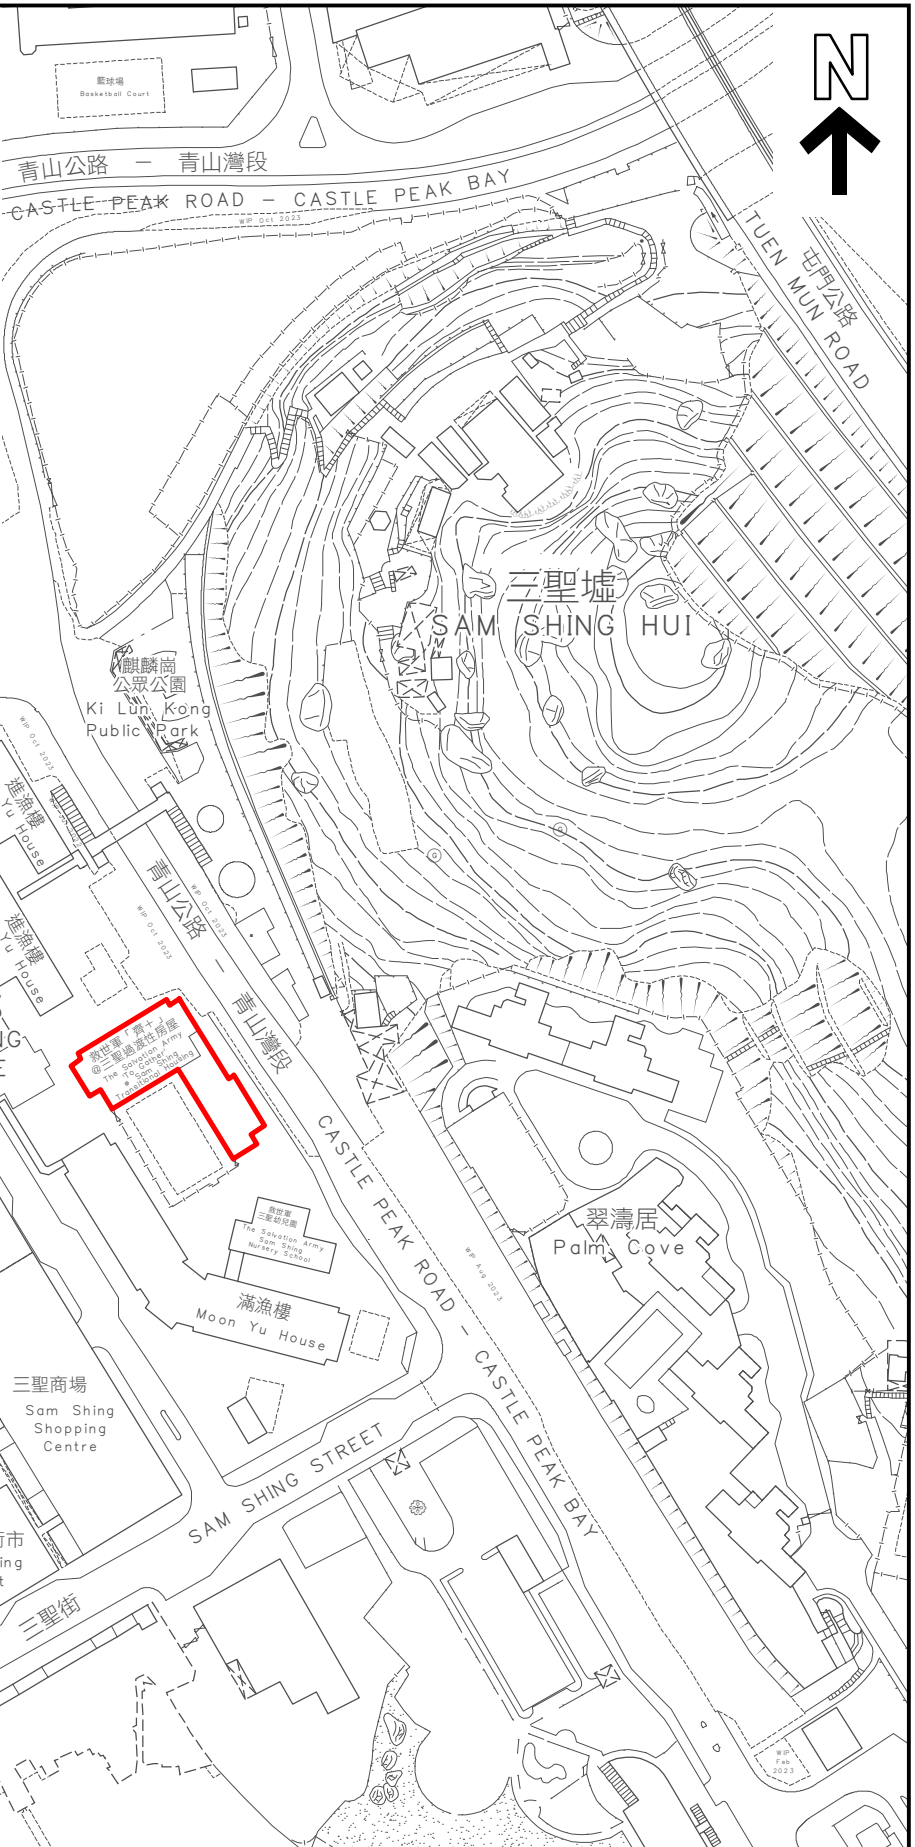 籃球場
Basketball Court
N
青山公路 － 青山灣段
CASTLE PEAK ROAD – CASTLE PEAK BAY
WIP Oct 2023
屯門公路
TUEN MUN ROAD
三聖墟
SAM SHING HUI
麒麟崗
公眾公園
Ki Lun Kong
Public Park
WIP Oct 2023
進漁樓
Yu House
G
G
青山公路 － 青山灣段
WIP Oct 2023
WIP Oct 2023
進漁樓
Yu House
NG
救世軍「齊＋」
@三聖過渡性房屋
The Salvation Army
"To Gather"
@ Sam Shing
Transitional Housing
CASTLE PEAK ROAD – CASTLE PEAK BAY
救世軍
三聖幼兒園
The Salvation Army
Sam Shing
Nursery School
翠濤居
Palm Cove
WIP Aug 2023
滿漁樓
Moon Yu House
三聖商場
Sam Shing
Shopping
Centre
SAM SHING STREET
街市
ing
t
三聖街
WIP
Feb
2023